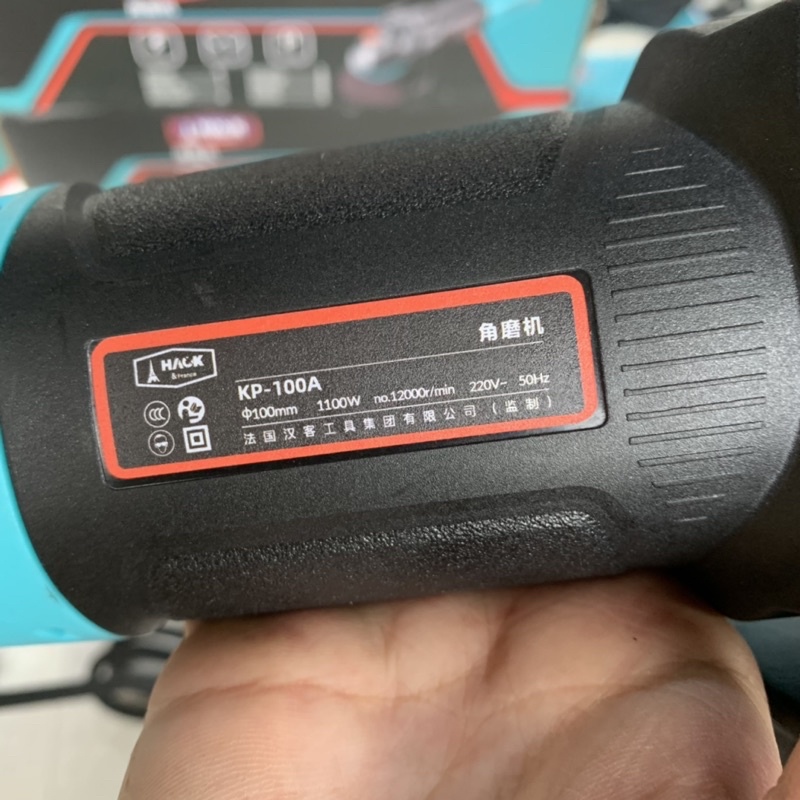 角磨机
HACK
& France
KP-100A
Φ100mm 1100W no.12000r/min 220V~ 50Hz
法国汉客工具集团有限公司(监制)
CCC